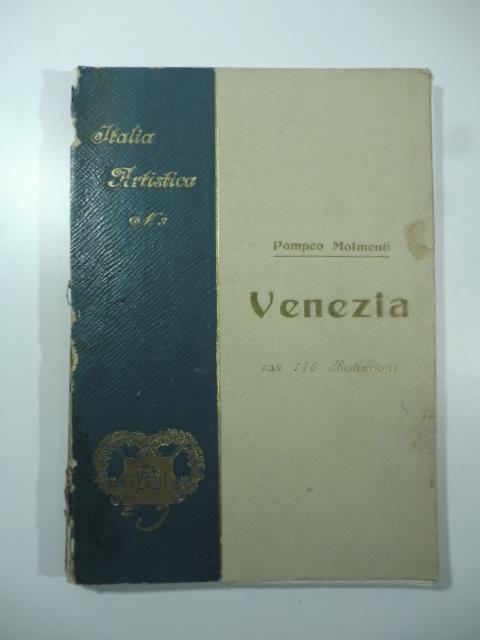 Italia
Artistica
N. 3
Pompeo Molmenti
Venezia
con 140 illustrazioni